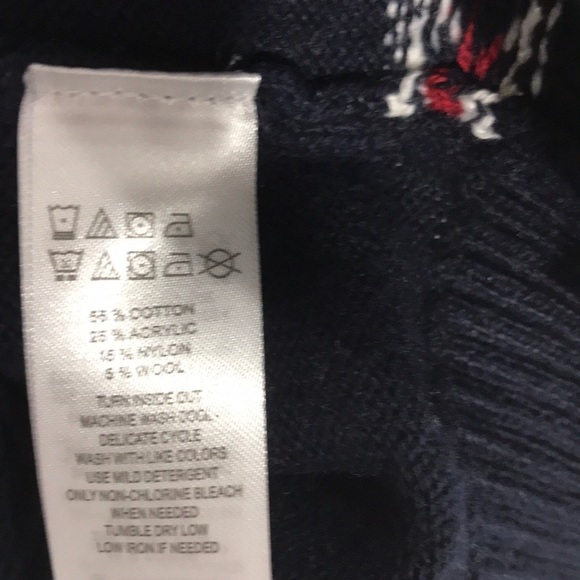 55 % COTTON
25 % ACRYLIC
15 % NYLON
5 % WOOL
TURN INSIDE OUT
MACHINE WASH COOL -
DELICATE CYCLE
WASH WITH LIKE COLORS
USE MILD DETERGENT
ONLY NON-CHLORINE BLEACH
WHEN NEEDED
TUMBLE DRY LOW
LOW IRON IF NEEDED